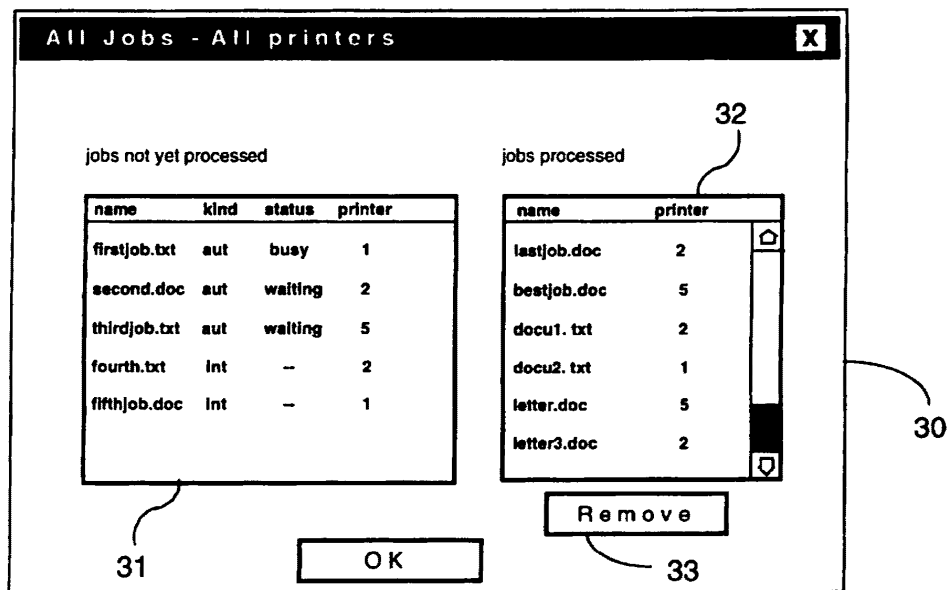 All Jobs - All printers X
32
jobs not yet processed
name kind status printer
firstjob.txt aut busy 1
second.doc aut waiting 2
thirdjob.txt aut waiting 5
fourth.txt int -- 2
fifthjob.doc int -- 1
jobs processed
name printer
lastjob.doc 2
bestjob.doc 5
docu1. txt 2
docu2. txt 1
letter.doc 5
letter3.doc 2
30
Remove
31
OK
33